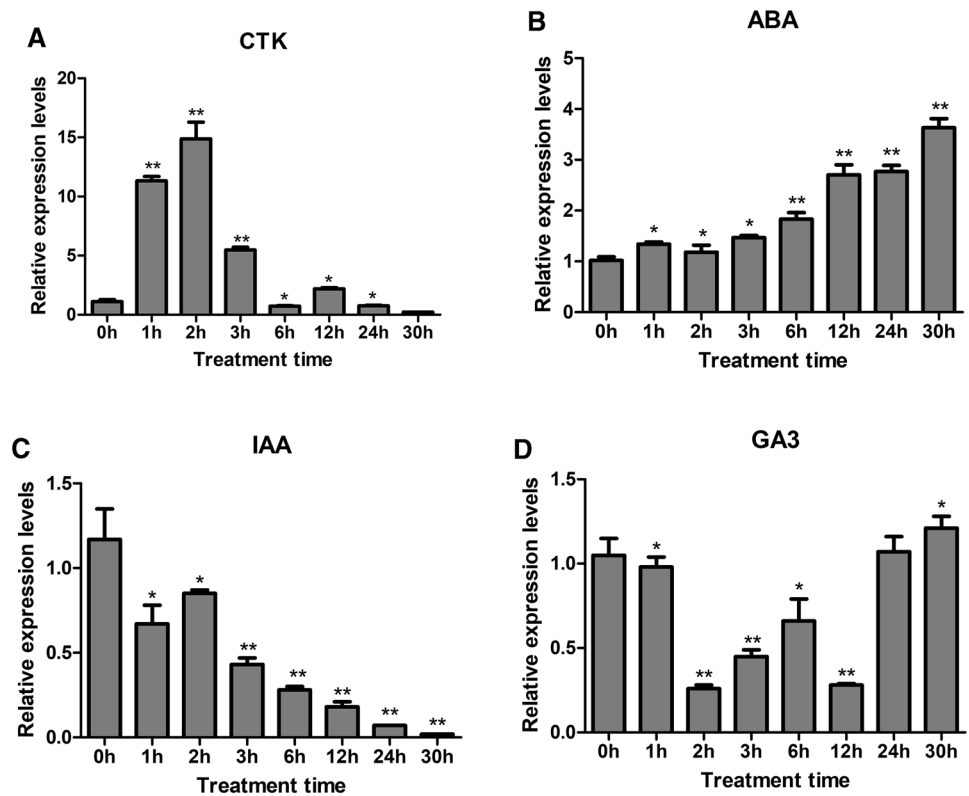 A
CTK
Relative expression levels
20
15
10
5
0
**
**
**
*
*
*
0h 1h 2h 3h 6h 12h 24h 30h
Treatment time
B
ABA
Relative expression levels
5
4
3
2
1
0
*
*
*
**
**
**
**
0h 1h 2h 3h 6h 12h 24h 30h
Treatment time
C
IAA
Relative expression levels
1.5
1.0
0.5
0.0
*
*
**
**
**
**
**
0h 1h 2h 3h 6h 12h 24h 30h
Treatment time
D
GA3
Relative expression levels
1.5
1.0
0.5
0.0
*
**
**
*
**
*
0h 1h 2h 3h 6h 12h 24h 30h
Treatment time